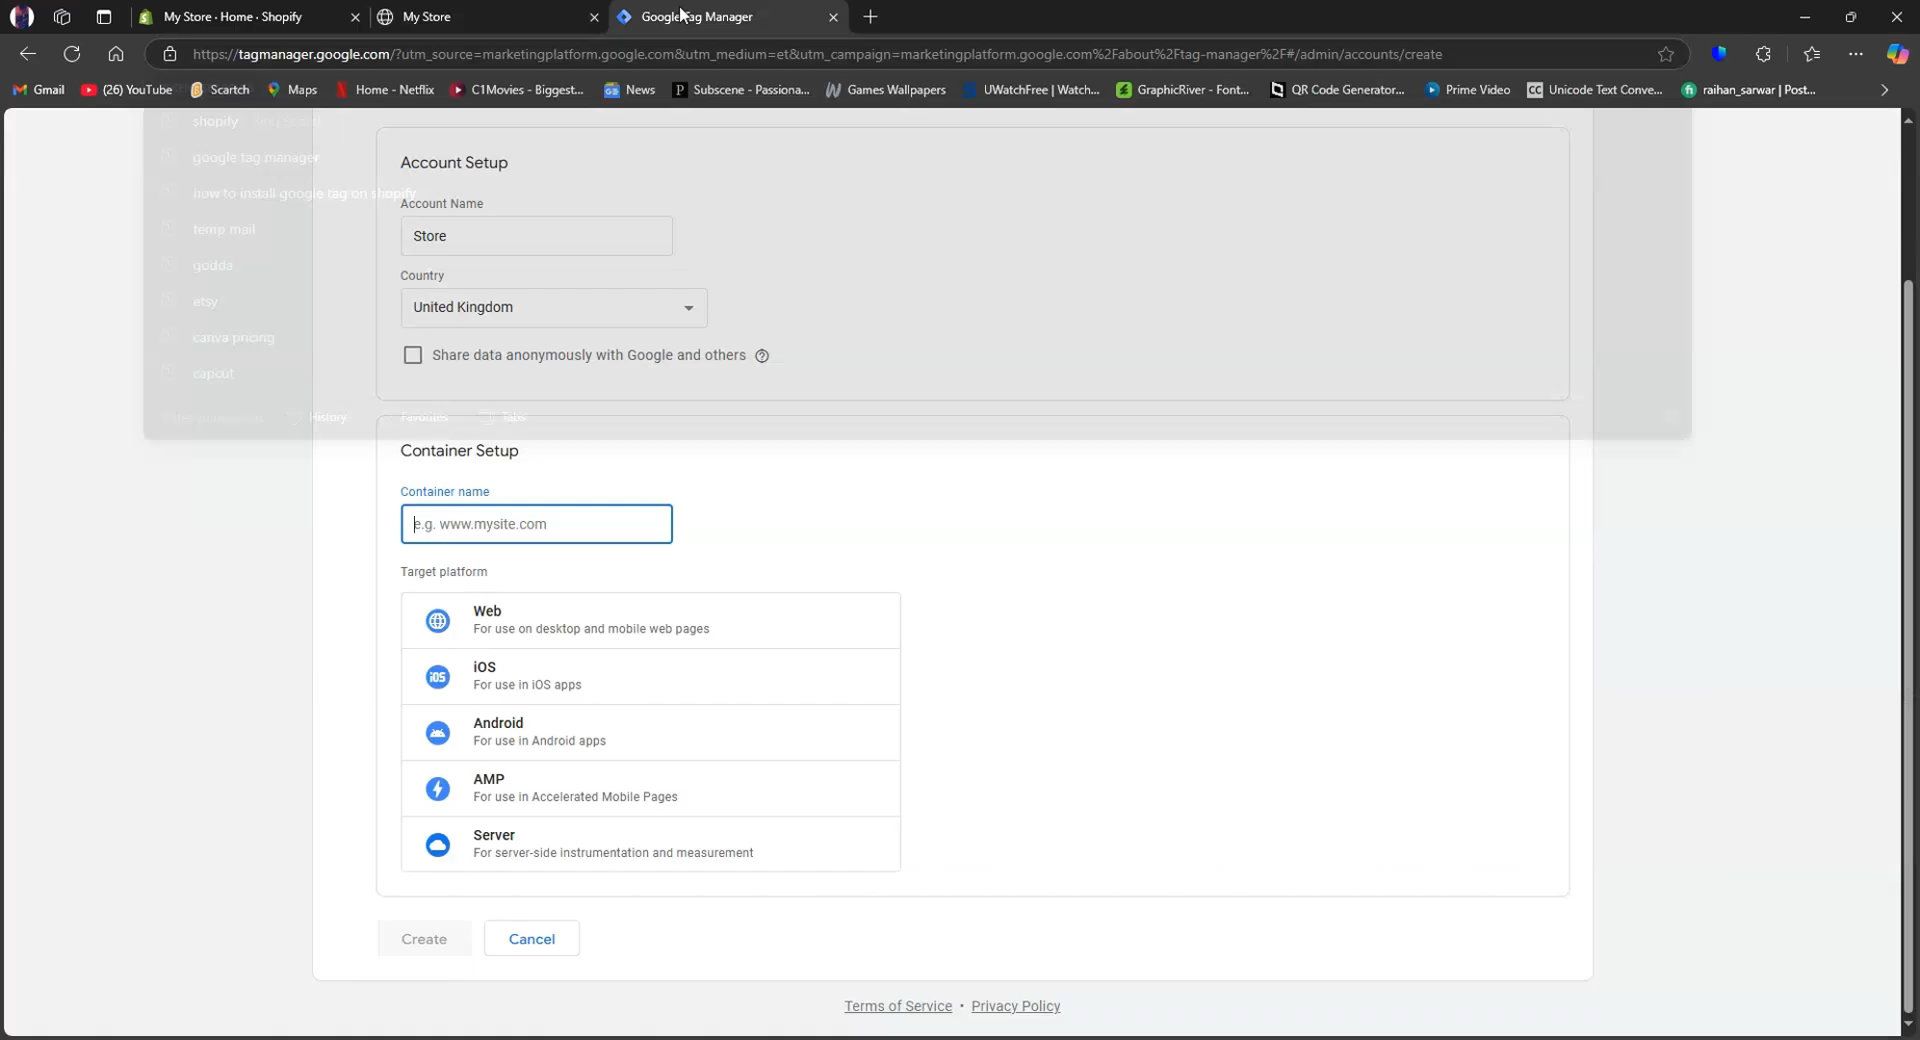 My Store · Home · Shopify
My Store
Google Tag Manager
https://tagmanager.google.com/?utm_source=marketingplatform.google.com&utm_medium=et&utm_campaign=marketingplatform.google.com%2Fabout%2Ftag-manager%2F#/admin/accounts/create
Gmail
(26) YouTube
Scartch
Maps
Home - Netflix
C1Movies - Biggest...
News
Subscene - Passiona...
Games Wallpapers
UWatchFree | Watch...
GraphicRiver - Font...
QR Code Generator...
Prime Video
Unicode Text Conve...
raihan_sarwar | Post...
shopify
google tag manager
how to install google tag on shopify
temp mail
godda
etsy
canva pricing
capcut
History
Favourites
Tabs
Account Setup
Account Name
Store
Country
United Kingdom
Share data anonymously with Google and others
Container Setup
Container name
e.g. www.mysite.com
Target platform
Web
For use on desktop and mobile web pages
iOS
iOS
For use in iOS apps
Android
For use in Android apps
AMP
For use in Accelerated Mobile Pages
Server
For server-side instrumentation and measurement
Create
Cancel
Terms of Service • Privacy Policy